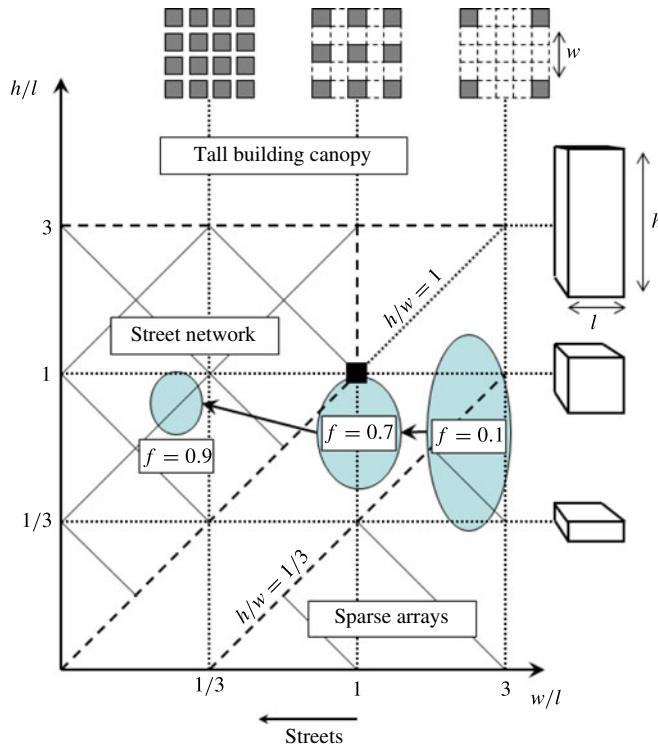 w
h/l
Tall building canopy
3
h
h/w = 1
l
Street network
1
f = 0.7
f = 0.1
f = 0.9
1/3
h/w = 1/3
Sparse arrays
1/3
1
3
w/l
Streets